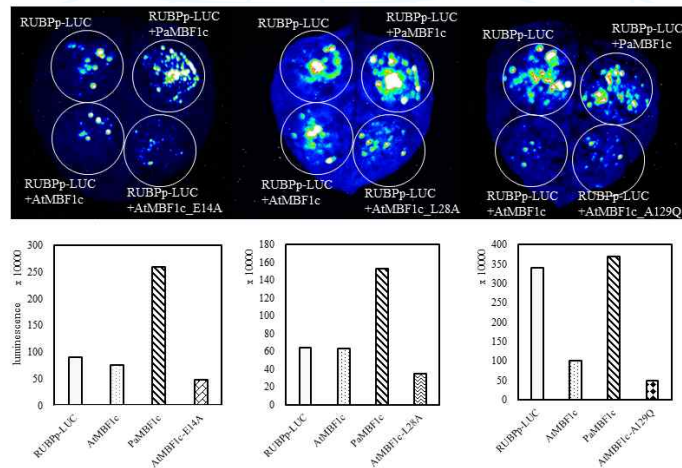 RUBPp-LUC
RUBPp-LUC
+PaMBF1c
RUBPp-LUC
+AtMBF1c
RUBPp-LUC
+AtMBF1c_E14A
RUBPp-LUC
RUBPp-LUC
+PaMBF1c
RUBPp-LUC
+AtMBF1c
RUBPp-LUC
+AtMBF1c_L28A
RUBPp-LUC
RUBPp-LUC
+PaMBF1c
RUBPp-LUC
+AtMBF1c
RUBPp-LUC
+AtMBF1c_A129Q
luminescence
x 10000
300
250
200
150
100
50
0
RUBPp-LUC
AtMBF1c
PaMBF1c
AtMBF1c-E14A
x 10000
180
160
140
120
100
80
60
40
20
0
RUBPp-LUC
AtMBF1c
PaMBF1c
AtMBF1c-L28A
x 10000
400
350
300
250
200
150
100
50
0
RUBPp-LUC
AtMBF1c
PaMBF1c
AtMBF1c-A129Q